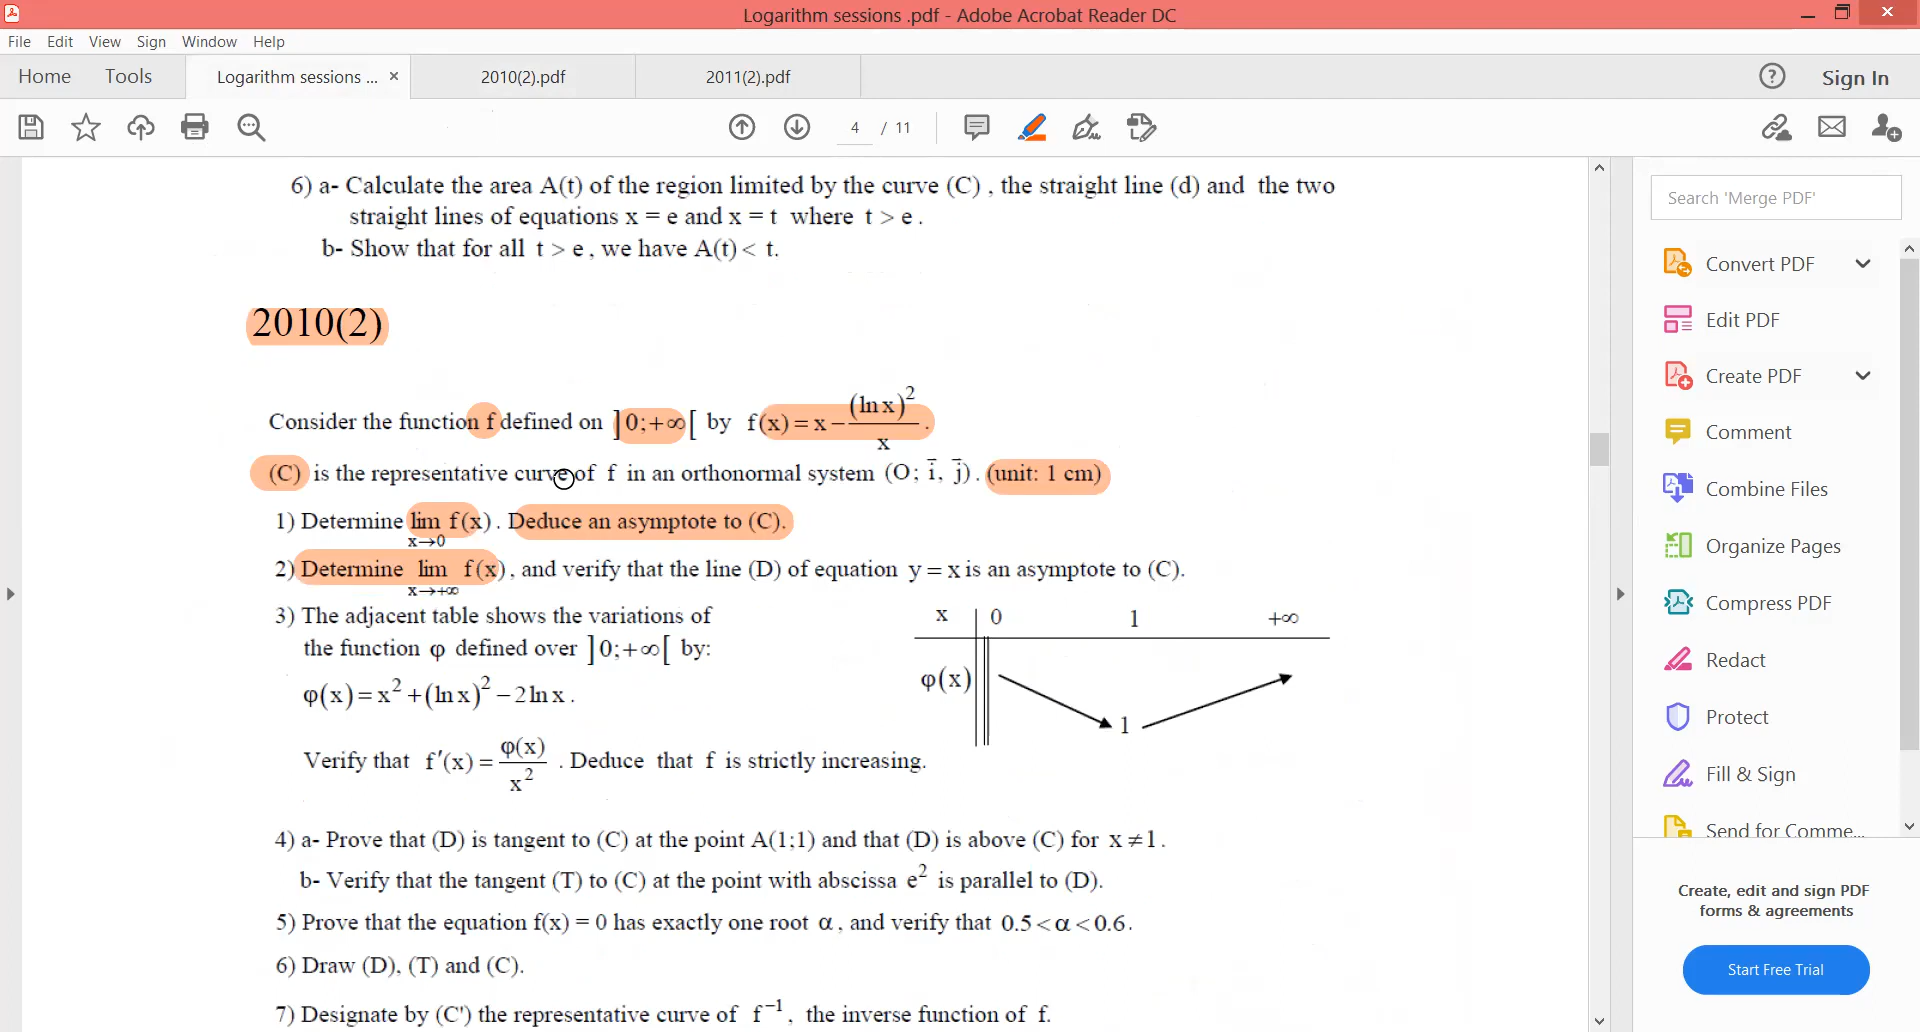 Logarithm sessions .pdf - Adobe Acrobat Reader DC
File Edit View Sign Window Help
Home Tools Logarithm sessions ... × 2010(2).pdf 2011(2).pdf ? Sign In
4 / 11
6) a- Calculate the area A(t) of the region limited by the curve (C) , the straight line (d) and the two
straight lines of equations x = e and x = t where t > e .
b- Show that for all t > e , we have A(t) < t.
2010(2)
Consider the function f defined on ]0;+∞[ by f(x) = x − (ln x)²/x .
(C) is the representative curve of f in an orthonormal system (O; i⃗, j⃗). (unit: 1 cm)
1) Determine lim x→0 f(x) . Deduce an asymptote to (C).
2) Determine lim x→+∞ f(x), and verify that the line (D) of equation y = x is an asymptote to (C).
3) The adjacent table shows the variations of
the function φ defined over ]0;+∞[ by:
φ(x) = x² + (ln x)² − 2 ln x .
x 0 1 +∞
φ(x) 1
Verify that f′(x) = φ(x)/x² . Deduce that f is strictly increasing.
4) a- Prove that (D) is tangent to (C) at the point A(1;1) and that (D) is above (C) for x ≠ 1.
b- Verify that the tangent (T) to (C) at the point with abscissa e² is parallel to (D).
5) Prove that the equation f(x) = 0 has exactly one root α, and verify that 0.5 < α < 0.6.
6) Draw (D), (T) and (C).
7) Designate by (C') the representative curve of f⁻¹, the inverse function of f.
Search 'Merge PDF'
Convert PDF
Edit PDF
Create PDF
Comment
Combine Files
Organize Pages
Compress PDF
Redact
Protect
Fill & Sign
Send for Comme...
Create, edit and sign PDF
forms & agreements
Start Free Trial